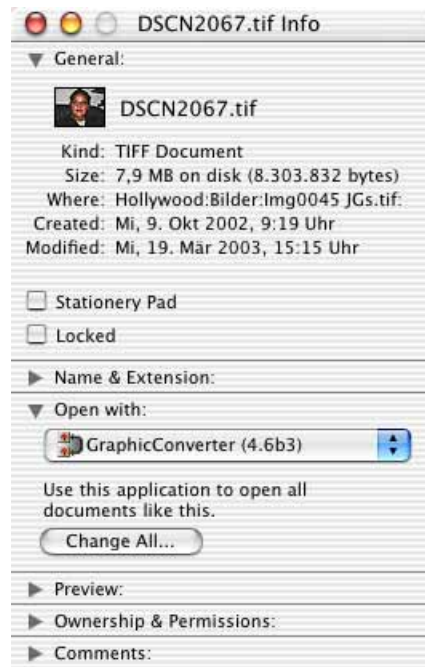 DSCN2067.tif Info
General:
DSCN2067.tif
Kind: TIFF Document
Size: 7,9 MB on disk (8.303.832 bytes)
Where: Hollywood:Bilder:Img0045 JGs.tif:
Created: Mi, 9. Okt 2002, 9:19 Uhr
Modified: Mi, 19. Mär 2003, 15:15 Uhr
Stationery Pad
Locked
Name & Extension:
Open with:
GraphicConverter (4.6b3)
Use this application to open all
documents like this.
Change All...
Preview:
Ownership & Permissions:
Comments: